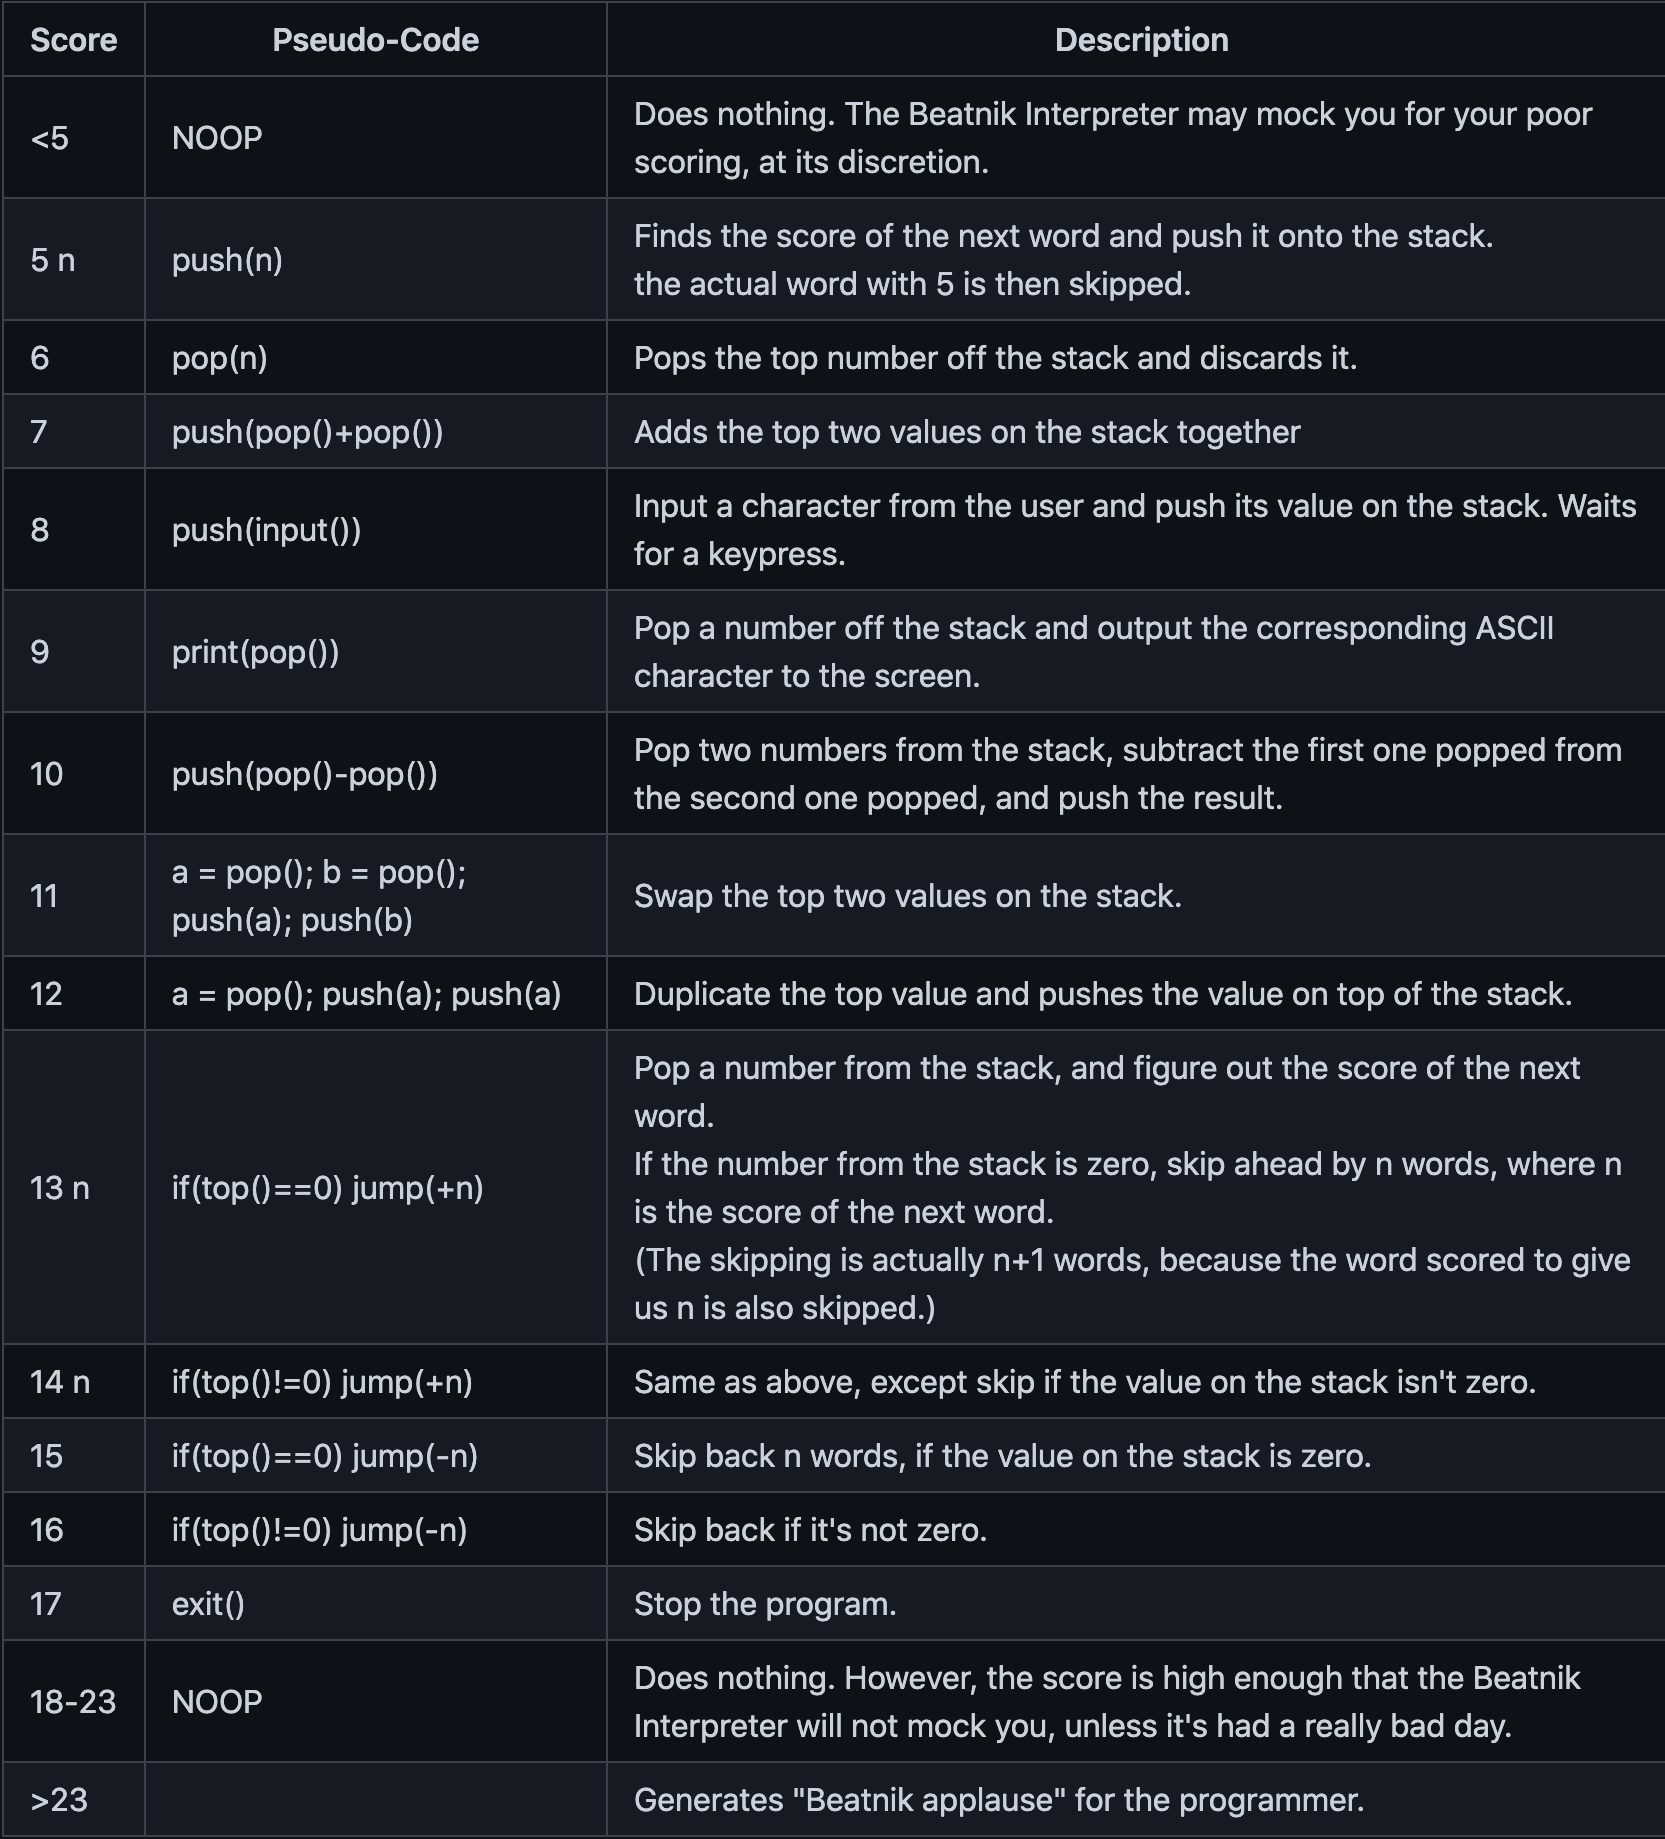 Score Pseudo-Code Description
<5 NOOP Does nothing. The Beatnik Interpreter may mock you for your poor
scoring, at its discretion.
5 n push(n) Finds the score of the next word and push it onto the stack.
the actual word with 5 is then skipped.
6 pop(n) Pops the top number off the stack and discards it.
7 push(pop()+pop()) Adds the top two values on the stack together
8 push(input()) Input a character from the user and push its value on the stack. Waits
for a keypress.
9 print(pop()) Pop a number off the stack and output the corresponding ASCII
character to the screen.
10 push(pop()-pop()) Pop two numbers from the stack, subtract the first one popped from
the second one popped, and push the result.
11 a = pop(); b = pop();
push(a); push(b) Swap the top two values on the stack.
12 a = pop(); push(a); push(a) Duplicate the top value and pushes the value on top of the stack.
13 n if(top()==0) jump(+n) Pop a number from the stack, and figure out the score of the next
word.
If the number from the stack is zero, skip ahead by n words, where n
is the score of the next word.
(The skipping is actually n+1 words, because the word scored to give
us n is also skipped.)
14 n if(top()!=0) jump(+n) Same as above, except skip if the value on the stack isn't zero.
15 if(top()==0) jump(-n) Skip back n words, if the value on the stack is zero.
16 if(top()!=0) jump(-n) Skip back if it's not zero.
17 exit() Stop the program.
18-23 NOOP Does nothing. However, the score is high enough that the Beatnik
Interpreter will not mock you, unless it's had a really bad day.
>23 Generates "Beatnik applause" for the programmer.